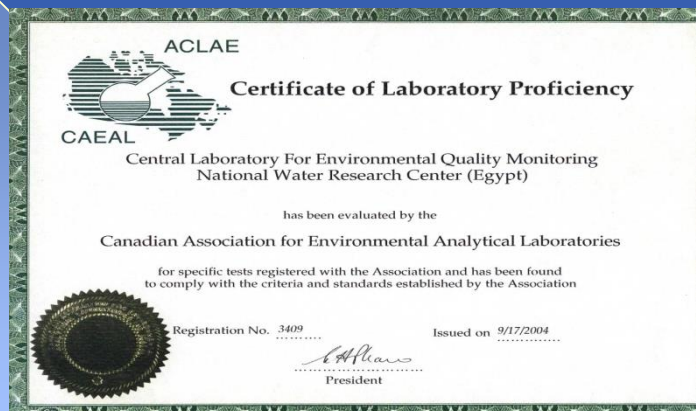 ACLAE
CAEAL
Certificate of Laboratory Proficiency
Central Laboratory For Environmental Quality Monitoring
National Water Research Center (Egypt)
has been evaluated by the
Canadian Association for Environmental Analytical Laboratories
for specific tests registered with the Association and has been found
to comply with the criteria and standards established by the Association
Registration No. 3409
Issued on 9/17/2004
President